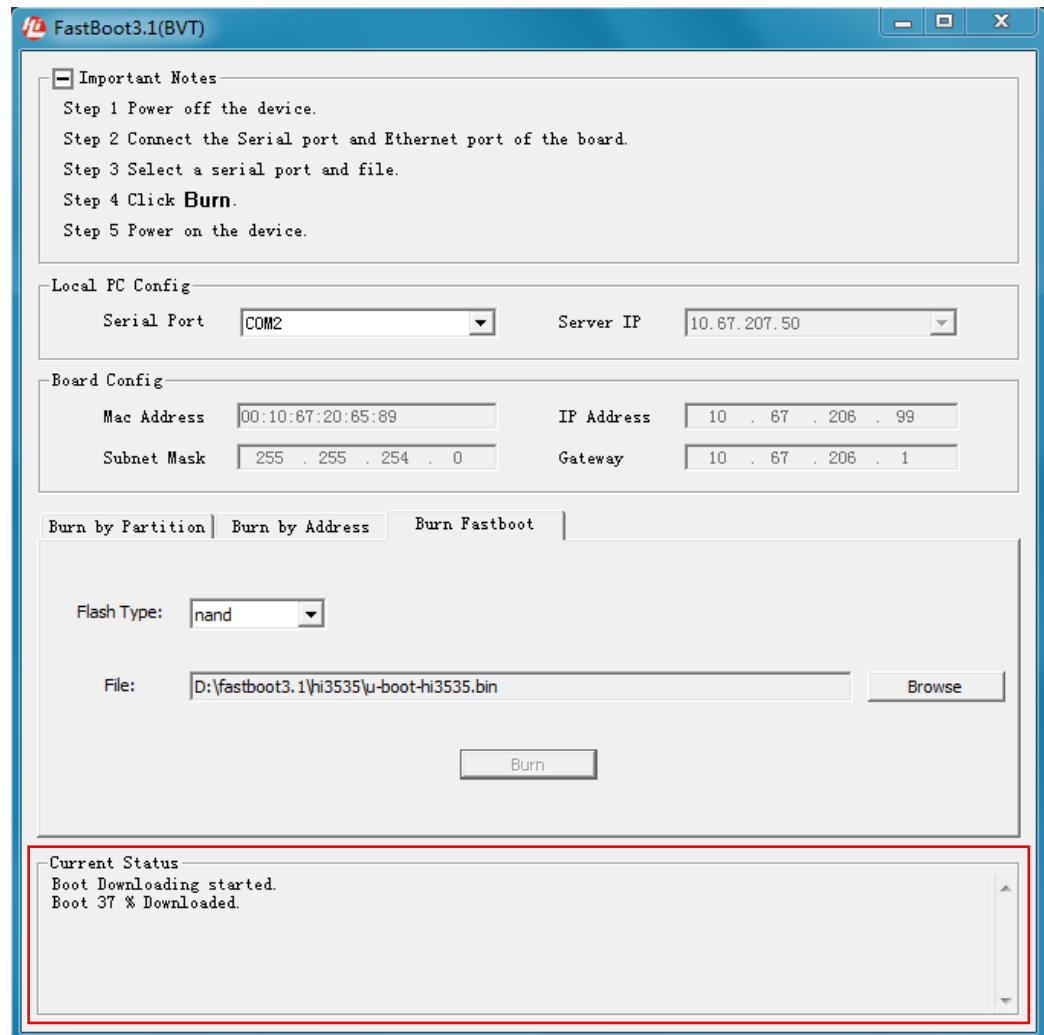 FastBoot3.1(BVT)
Important Notes
Step 1 Power off the device.
Step 2 Connect the Serial port and Ethernet port of the board.
Step 3 Select a serial port and file.
Step 4 Click Burn.
Step 5 Power on the device.
Local PC Config
Serial Port COM2 Server IP 10.67.207.50
Board Config
Mac Address 00:10:67:20:65:89 IP Address 10 . 67 . 206 . 99
Subnet Mask 255 . 255 . 254 . 0 Gateway 10 . 67 . 206 . 1
Burn by Partition Burn by Address Burn Fastboot
Flash Type: nand
File: D:\fastboot3.1\hi3535\u-boot-hi3535.bin Browse
Burn
Current Status
Boot Downloading started.
Boot 37 % Downloaded.